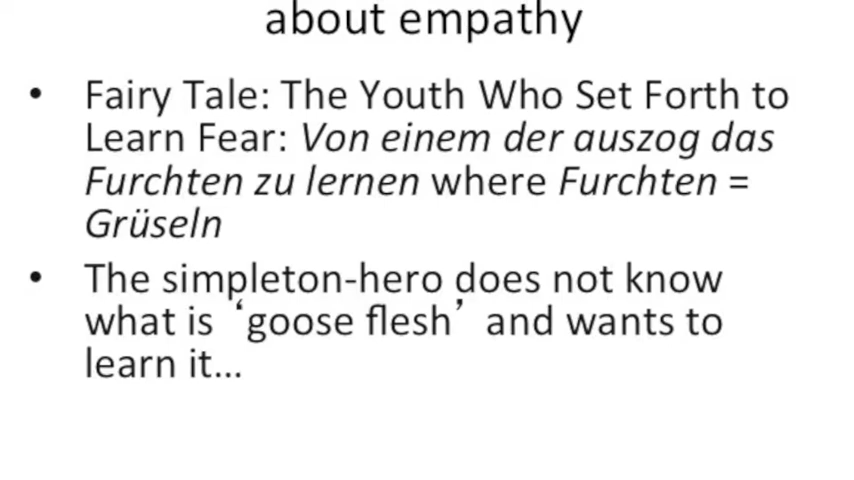 about empathy
• Fairy Tale: The Youth Who Set Forth to
Learn Fear: Von einem der auszog das
Furchten zu lernen where Furchten =
Grüseln
• The simpleton-hero does not know
what is ‘goose flesh’ and wants to
learn it...